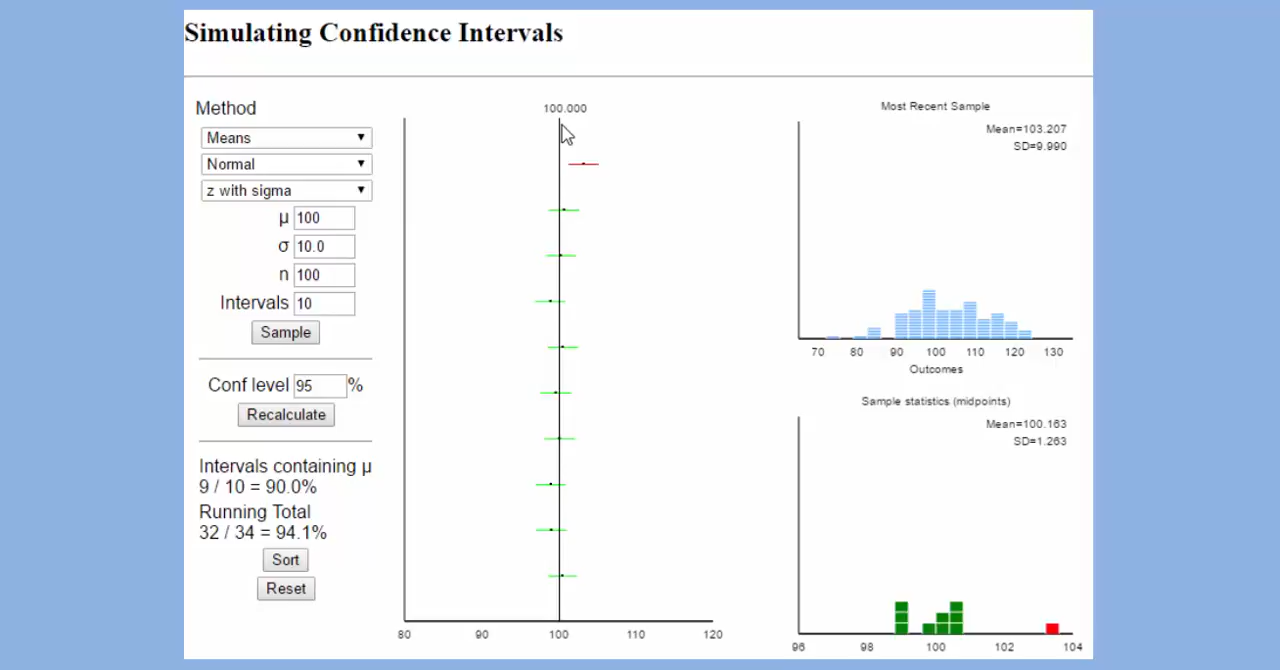 Simulating Confidence Intervals
Method
Means
Normal
z with sigma
μ 100
σ 10.0
n 100
Intervals 10
Sample
Conf level 95 %
Recalculate
Intervals containing μ
9 / 10 = 90.0%
Running Total
32 / 34 = 94.1%
Sort
Reset
100.000
80 90 100 110 120
Most Recent Sample
Mean=103.207
SD=9.990
70 80 90 100 110 120 130
Outcomes
Sample statistics (midpoints)
Mean=100.163
SD=1.263
96 98 100 102 104